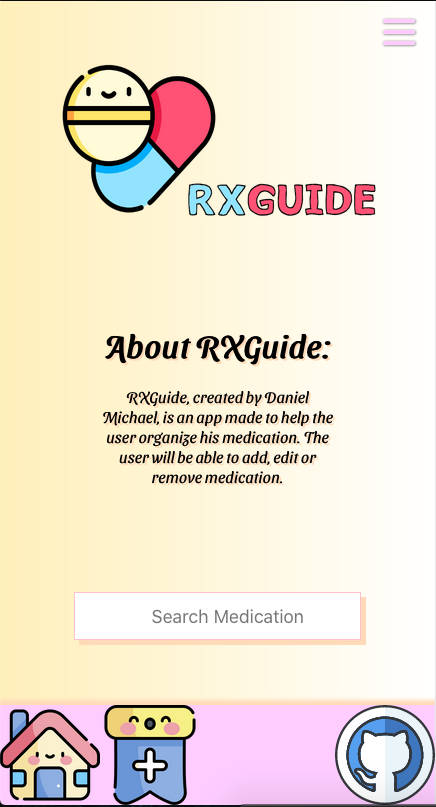 RXGUIDE
About RXGuide:
RXGuide, created by Daniel
Michael, is an app made to help the
user organize his medication. The
user will be able to add, edit or
remove medication.
Search Medication